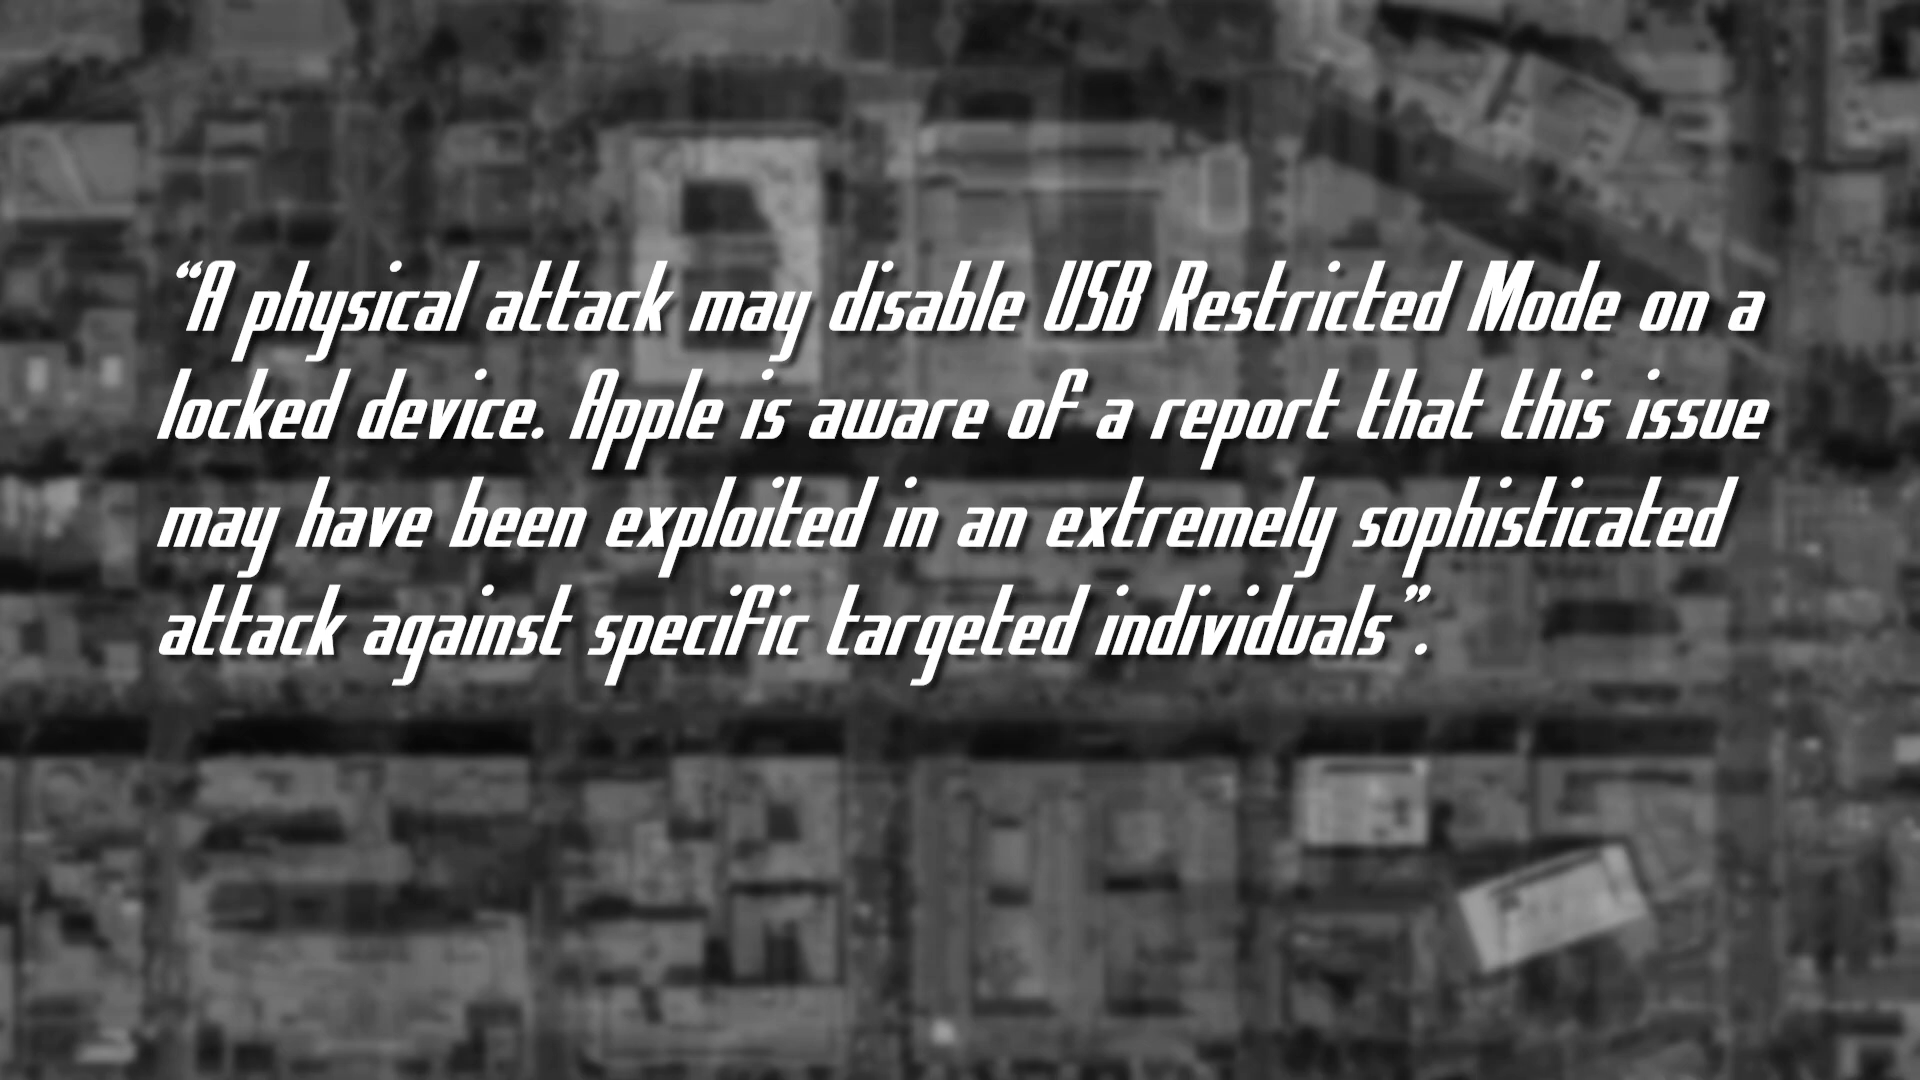 “A physical attack may disable USB Restricted Mode on a
locked device. Apple is aware of a report that this issue
may have been exploited in an extremely sophisticated
attack against specific targeted individuals”.